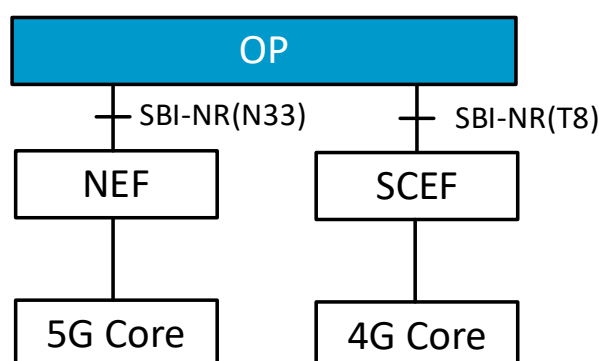 OP
SBI-NR(N33)
SBI-NR(T8)
NEF
SCEF
5G Core
4G Core